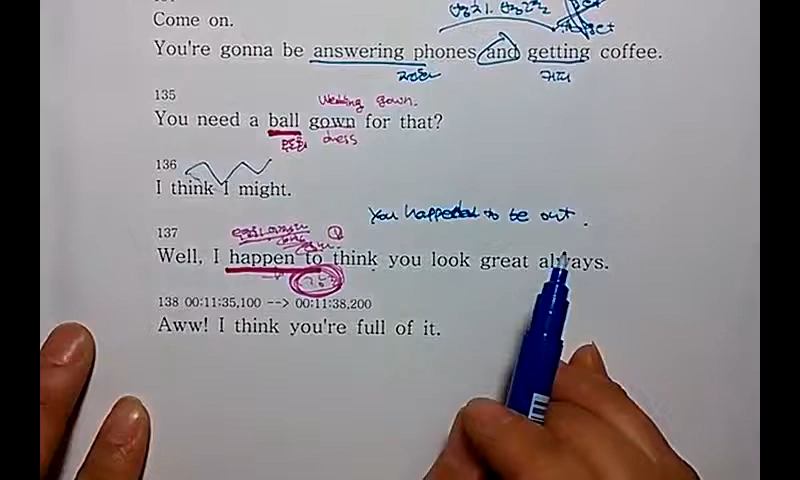 Come on.
You're gonna be answering phones and getting coffee.
135
wedding gown.
You need a ball gown for that?
dress
136
I think I might.
You happened to be out.
137
Well, I happen to think you look great always.
138 00:11:35,100 --> 00:11:38,200
Aww! I think you're full of it.